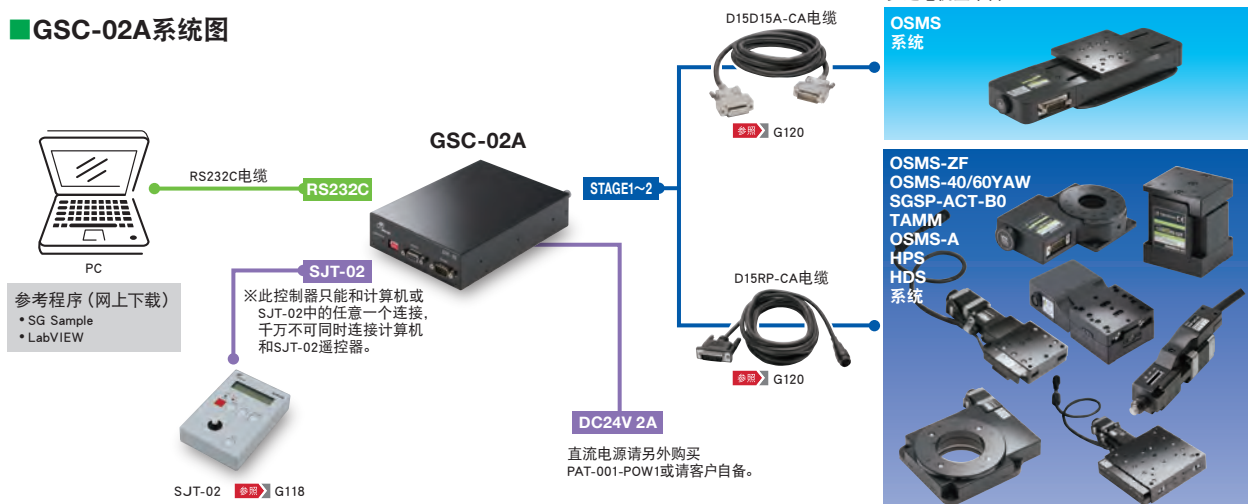 ■GSC-02A系统图
PC
参考程序（网上下载）
• SG Sample
• LabVIEW
RS232C电缆
RS232C
GSC-02A
SJT-02
※此控制器只能和计算机或
SJT-02中的任意一个连接，
千万不可同时连接计算机
和SJT-02遥控器。
SJT-02 参照 G118
DC24V 2A
直流电源请另外购买
PAT-001-POW1或请客户自备。
STAGE1～2
D15D15A-CA电缆
参照 G120
D15RP-CA电缆
参照 G120
OSMS
系统
OSMS-ZF
OSMS-40/60YAW
SGSP-ACT-B0
TAMM
OSMS-A
HPS
HDS
系统